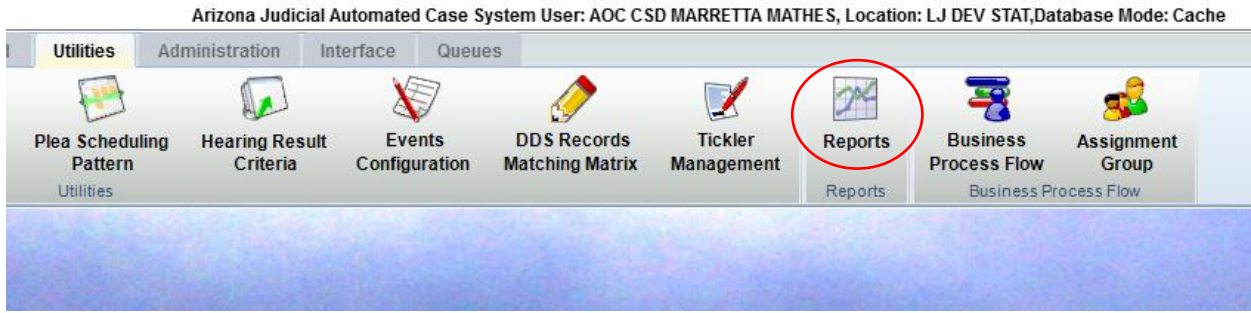 Arizona Judicial Automated Case System User: AOC CSD MARRETTA MATHES, Location: LJ DEV STAT,Database Mode: Cache
Utilities Administration Interface Queues
Plea Scheduling Pattern
Hearing Result Criteria
Events Configuration
DDS Records Matching Matrix
Tickler Management
Reports
Business Process Flow
Assignment Group
Utilities Reports Business Process Flow